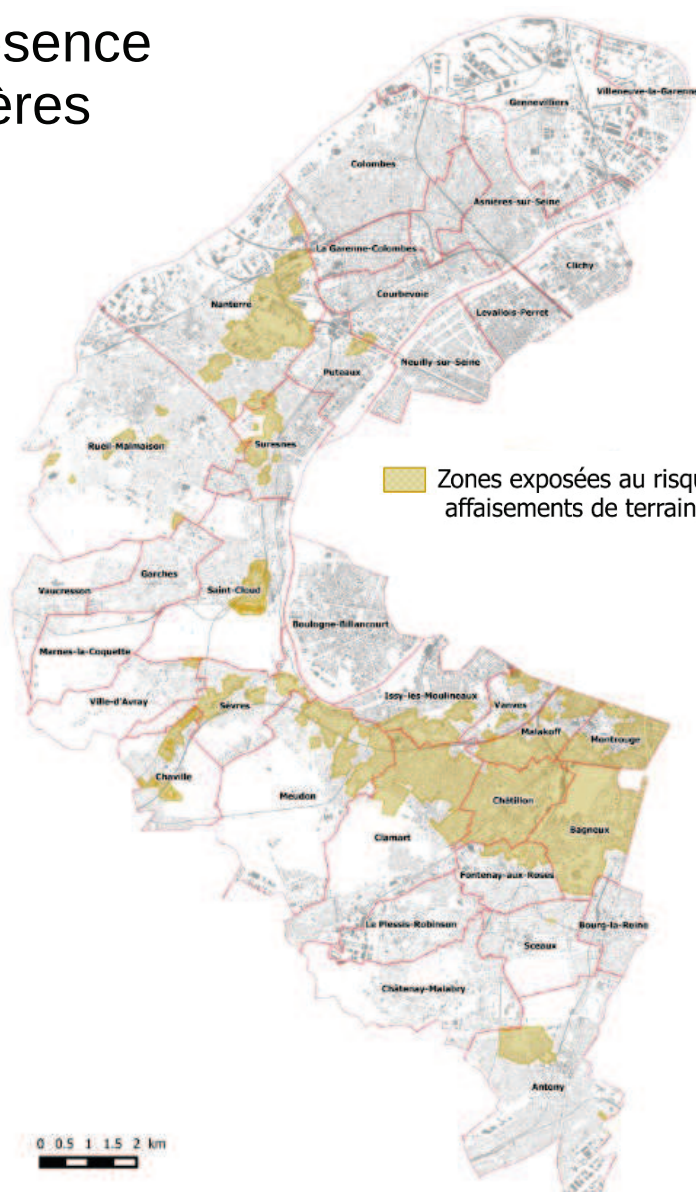 sence
ères
Villeneuve-la-Garenne
Gennevilliers
Colombes
Asnières-sur-Seine
La Garenne-Colombes
Clichy
Courbevoie
Nanterre
Levallois-Perret
Neuilly-sur-Seine
Puteaux
Rueil-Malmaison
Suresnes
Zones exposées au risqu
affaisements de terrain
Garches
Vaucresson
Saint-Cloud
Boulogne-Billancourt
Marnes-la-Coquette
Issy-les-Moulineaux
Ville-d'Avray
Sèvres
Vanves
Malakoff
Montrouge
Chaville
Meudon
Châtillon
Bagneux
Clamart
Fontenay-aux-Roses
Le Plessis-Robinson
Bourg-la-Reine
Sceaux
Châtenay-Malabry
Antony
0 0.5 1 1.5 2 km